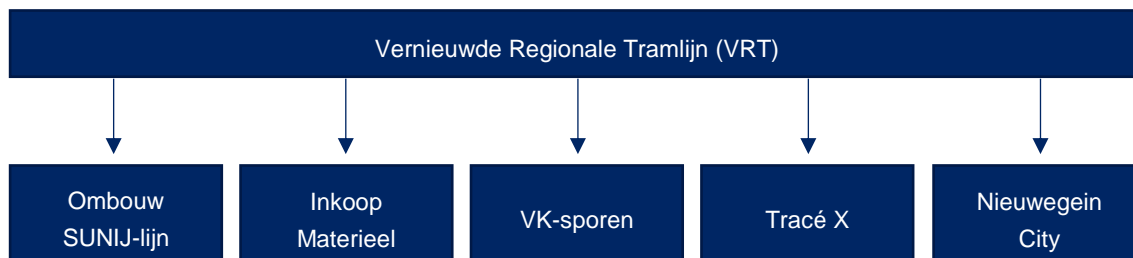 Vernieuwde Regionale Tramlijn (VRT)
Ombouw
SUNIJ-lijn
Inkoop
Materieel
VK-sporen
Tracé X
Nieuwegein
City